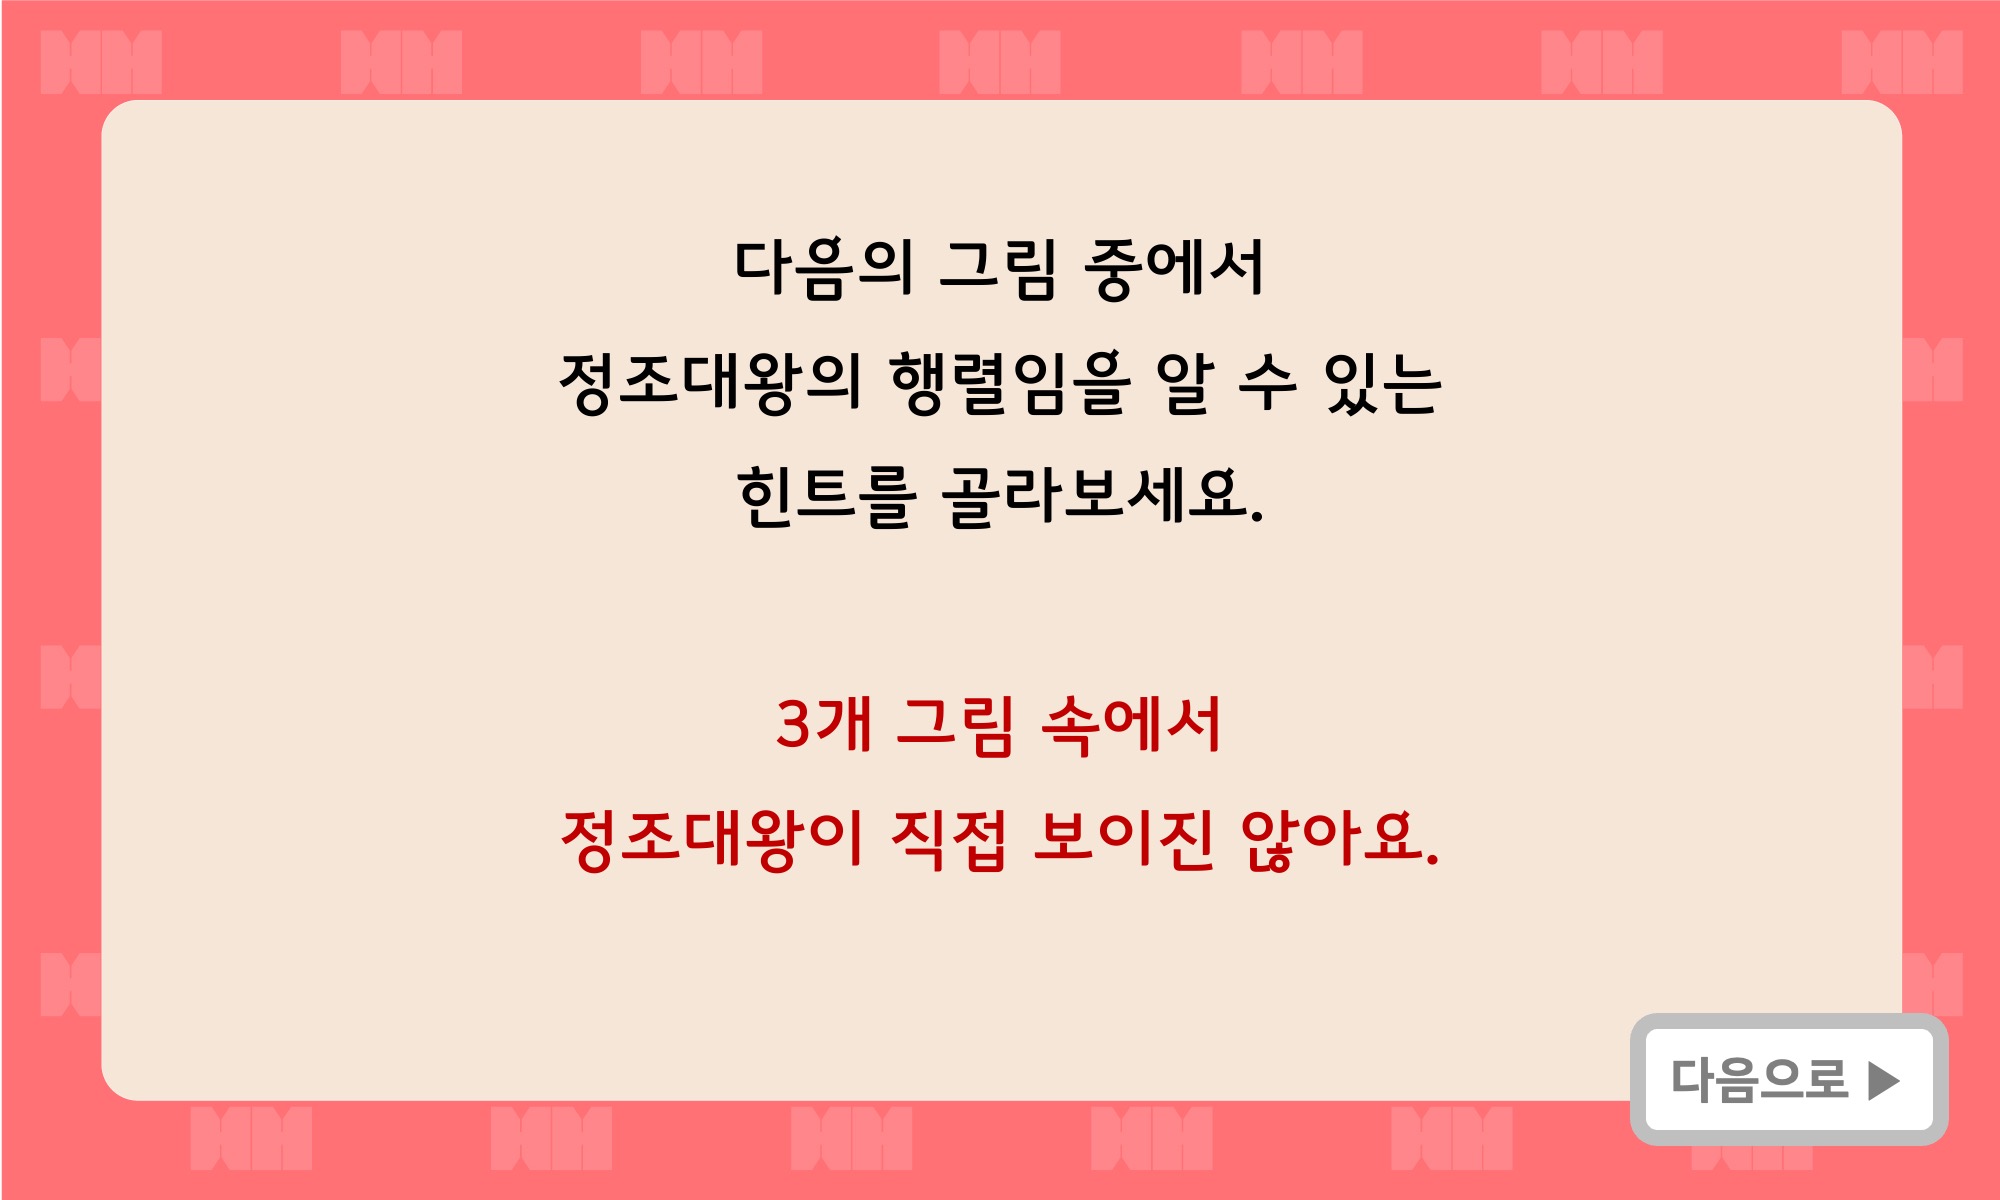 다음의 그림 중에서
정조대왕의 행렬임을 알 수 있는
힌트를 골라보세요.
3개 그림 속에서
정조대왕이 직접 보이진 않아요.
다음으로 ▶